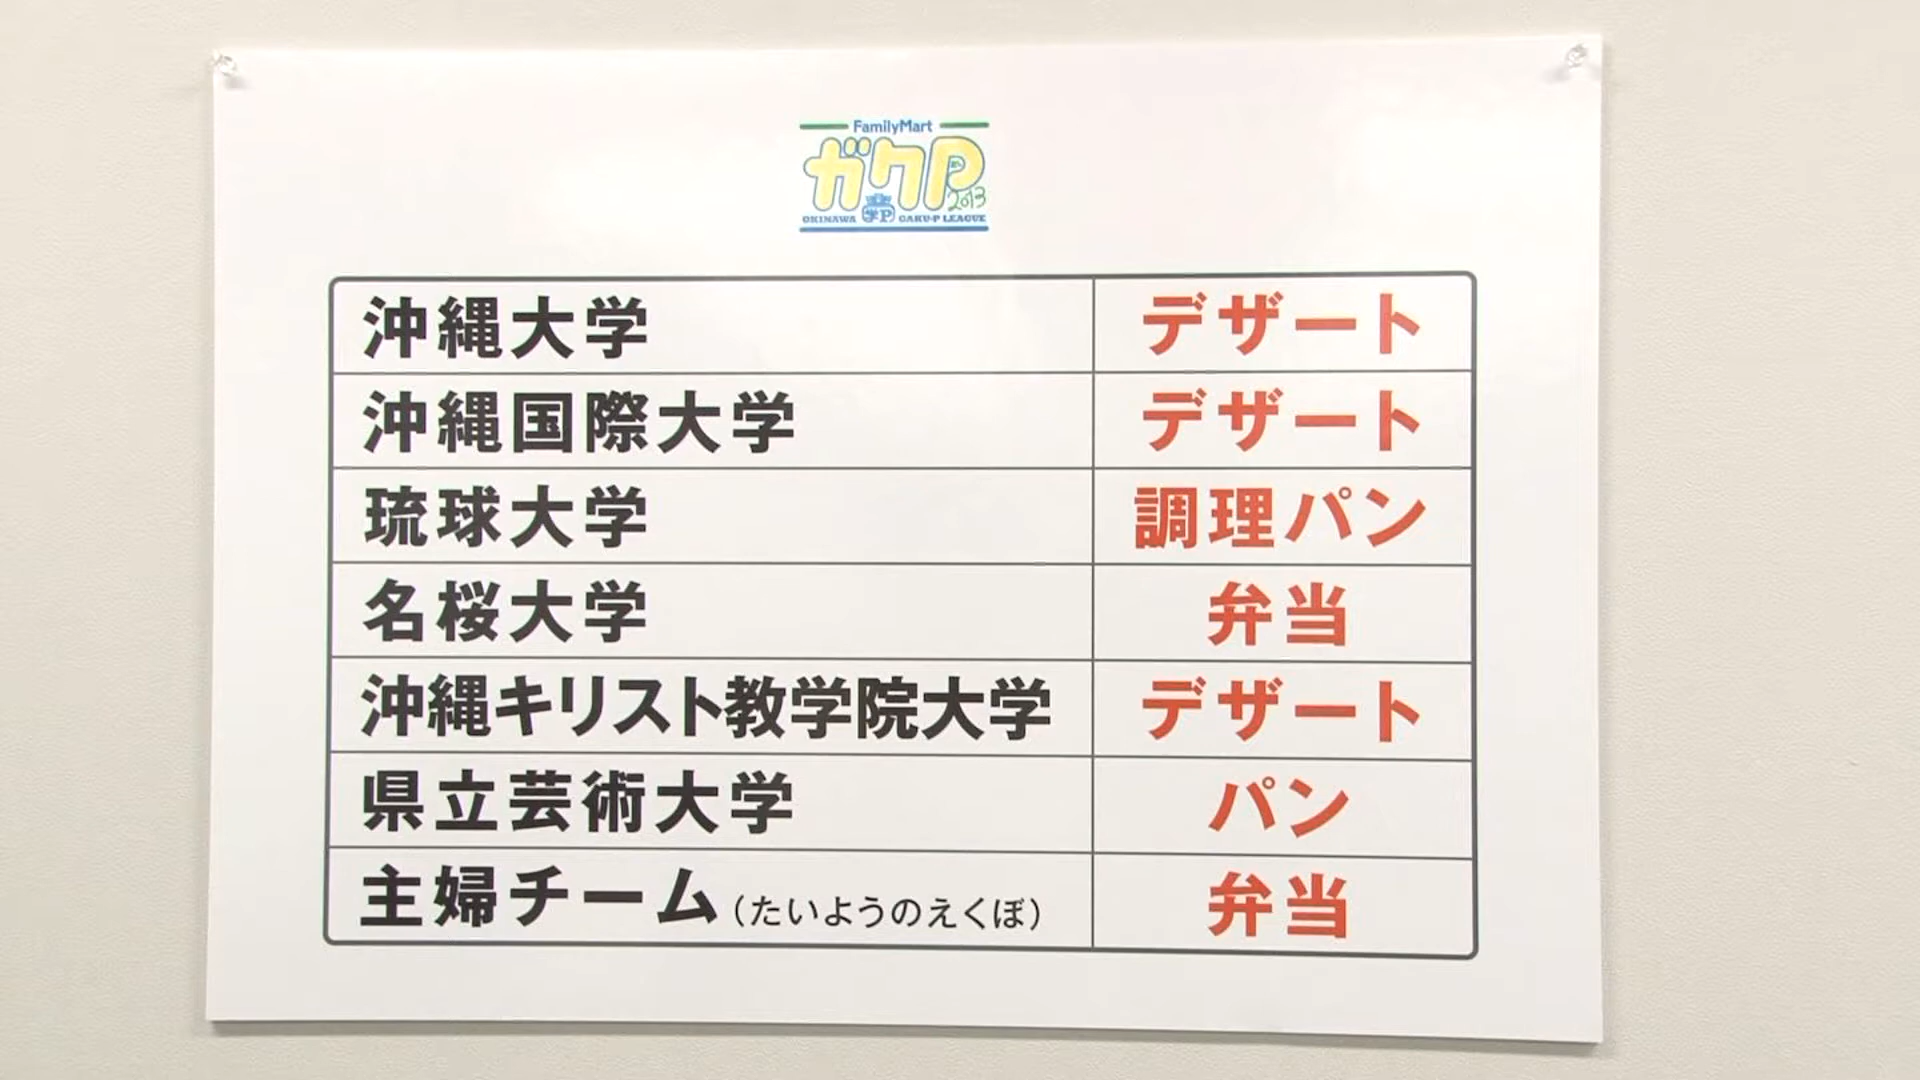 FamilyMart
ガクP
2013
OKINAWA 学P GAKU-P LEAGUE
沖縄大学 デザート
沖縄国際大学 デザート
琉球大学 調理パン
名桜大学 弁当
沖縄キリスト教学院大学 デザート
県立芸術大学 パン
主婦チーム(たいようのえくぼ) 弁当